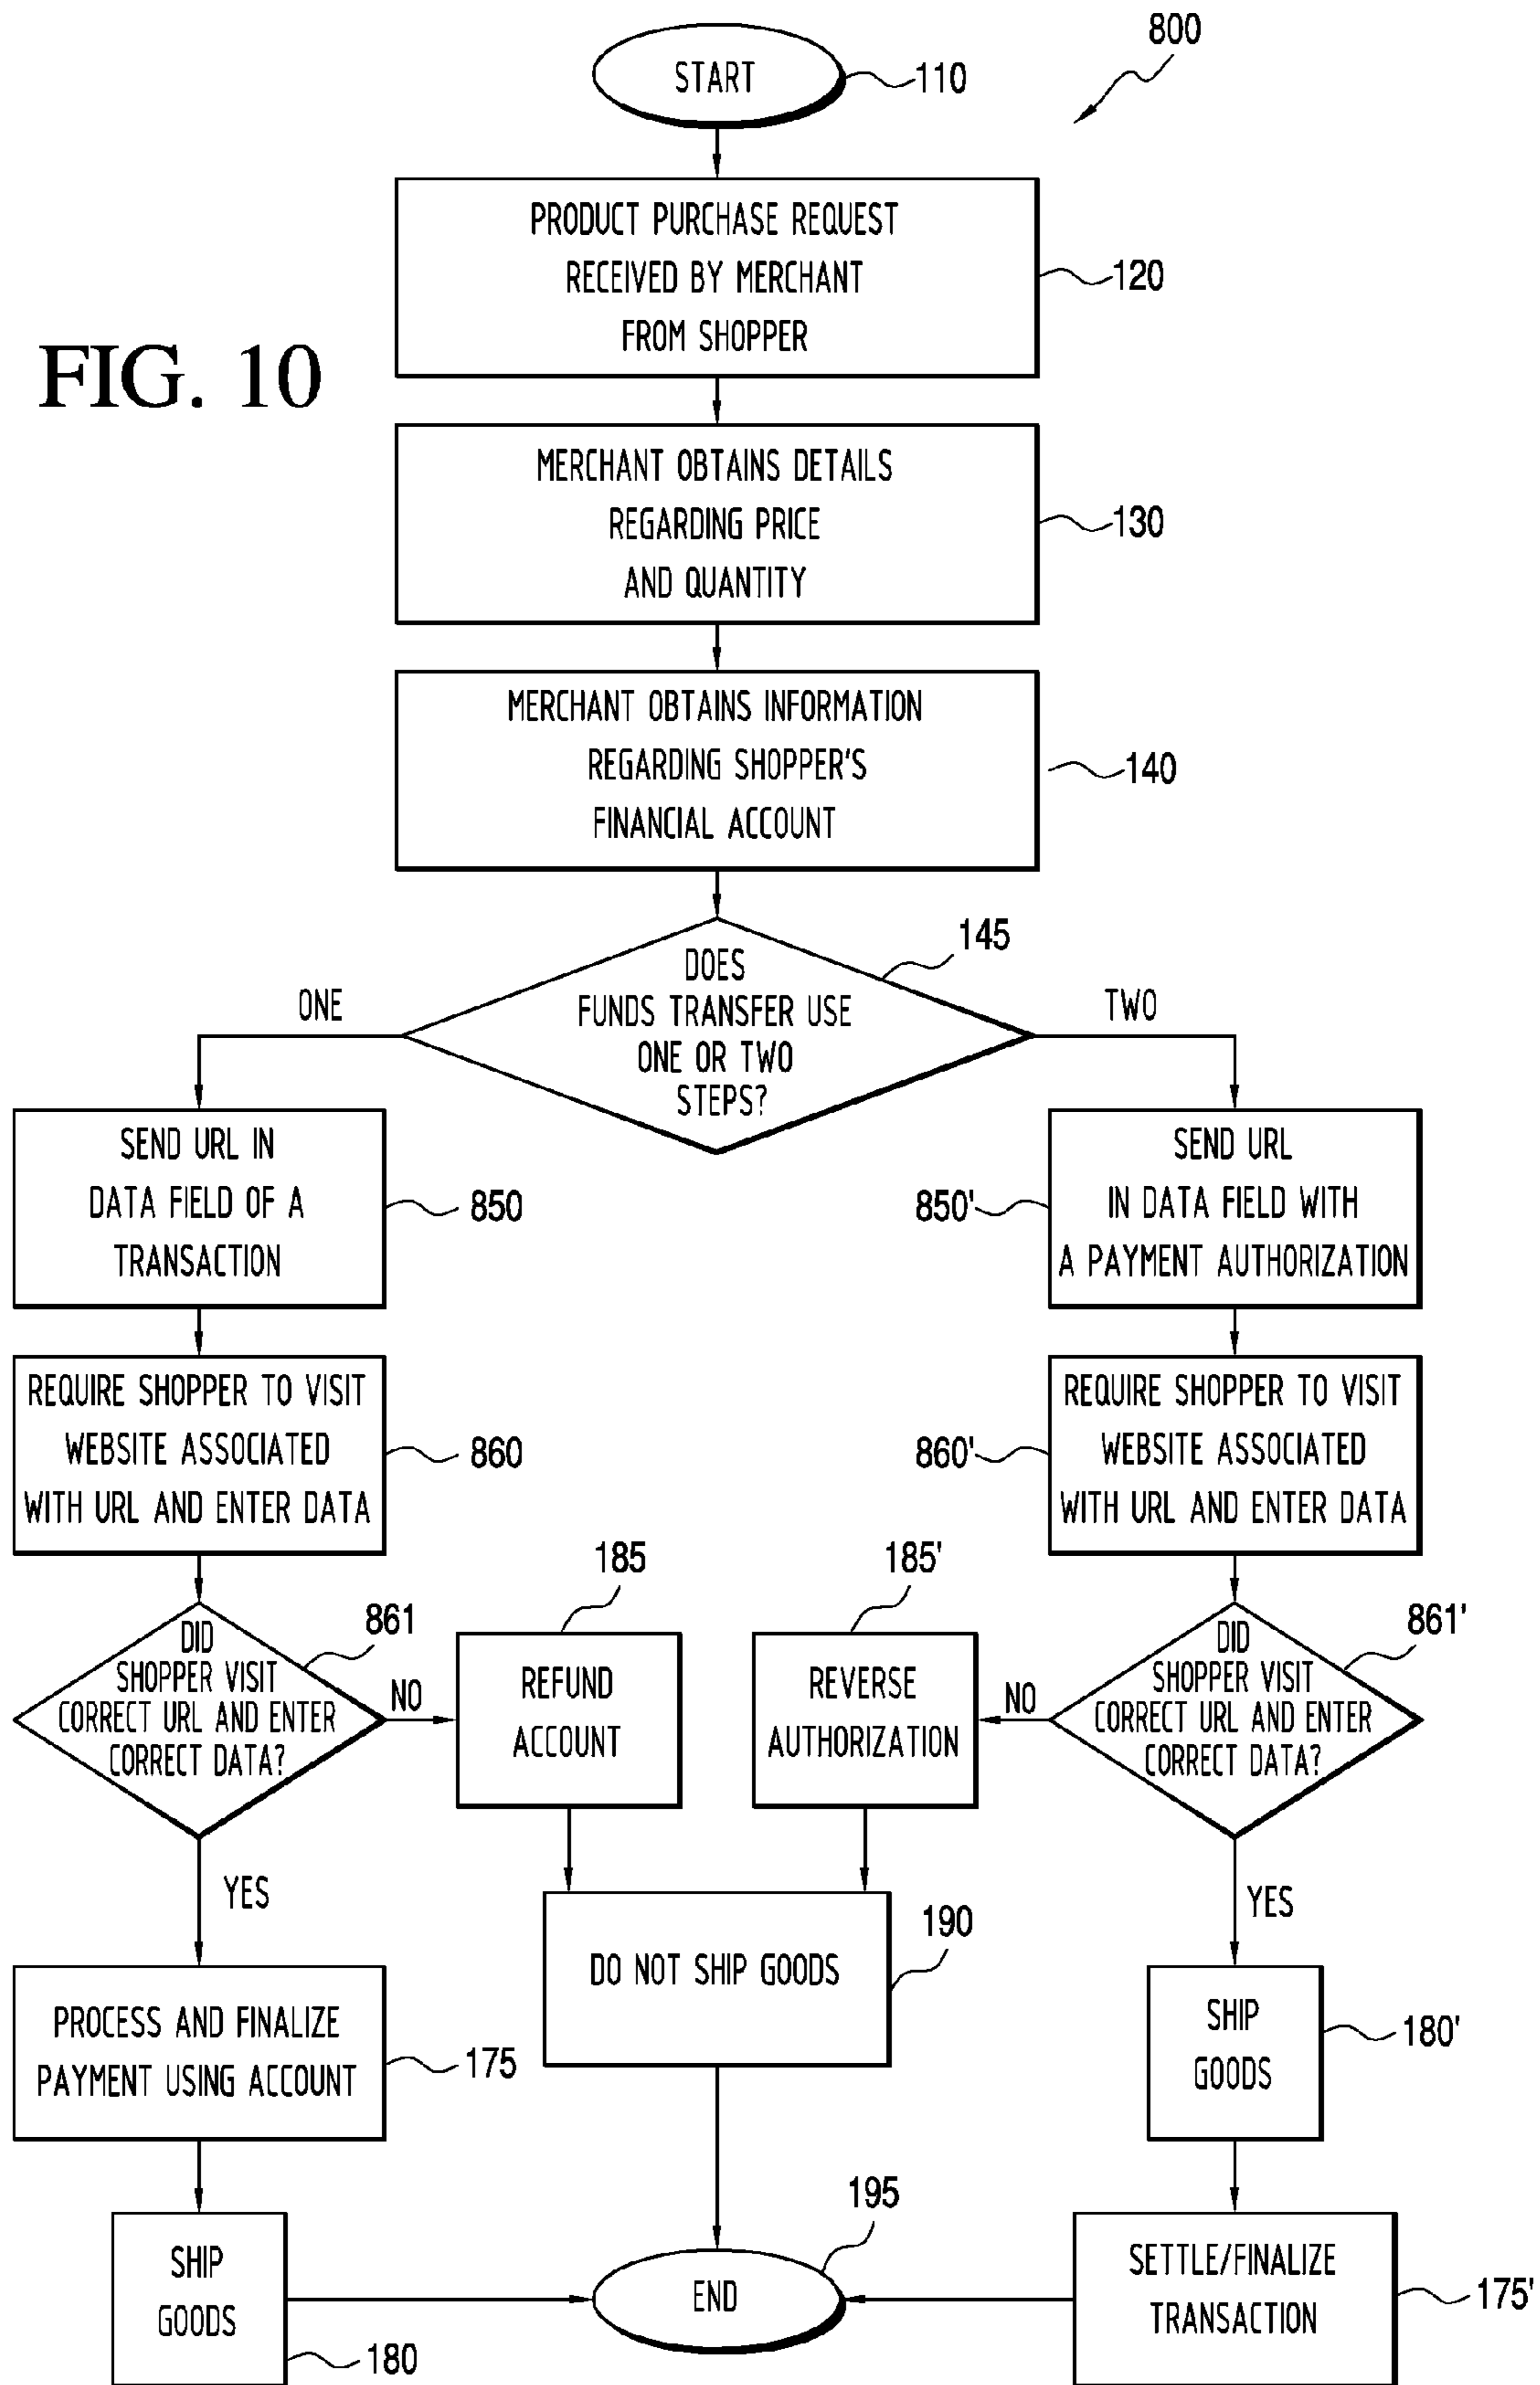 800
START
110
PRODUCT PURCHASE REQUEST
RECEIVED BY MERCHANT
FROM SHOPPER
120
FIG. 10
MERCHANT OBTAINS DETAILS
REGARDING PRICE
AND QUANTITY
130
MERCHANT OBTAINS INFORMATION
REGARDING SHOPPER'S
FINANCIAL ACCOUNT
140
DOES
FUNDS TRANSFER USE
ONE OR TWO
STEPS?
145
ONE
TWO
SEND URL IN
DATA FIELD OF A
TRANSACTION
850
SEND URL
IN DATA FIELD WITH
A PAYMENT AUTHORIZATION
850'
REQUIRE SHOPPER TO VISIT
WEBSITE ASSOCIATED
WITH URL AND ENTER DATA
860
REQUIRE SHOPPER TO VISIT
WEBSITE ASSOCIATED
WITH URL AND ENTER DATA
860'
DID
SHOPPER VISIT
CORRECT URL AND ENTER
CORRECT DATA?
861
NO
REFUND
ACCOUNT
185
REVERSE
AUTHORIZATION
185'
NO
DID
SHOPPER VISIT
CORRECT URL AND ENTER
CORRECT DATA?
861'
YES
YES
DO NOT SHIP GOODS
190
PROCESS AND FINALIZE
PAYMENT USING ACCOUNT
175
SHIP
GOODS
180'
SHIP
GOODS
180
END
195
SETTLE/FINALIZE
TRANSACTION
175'